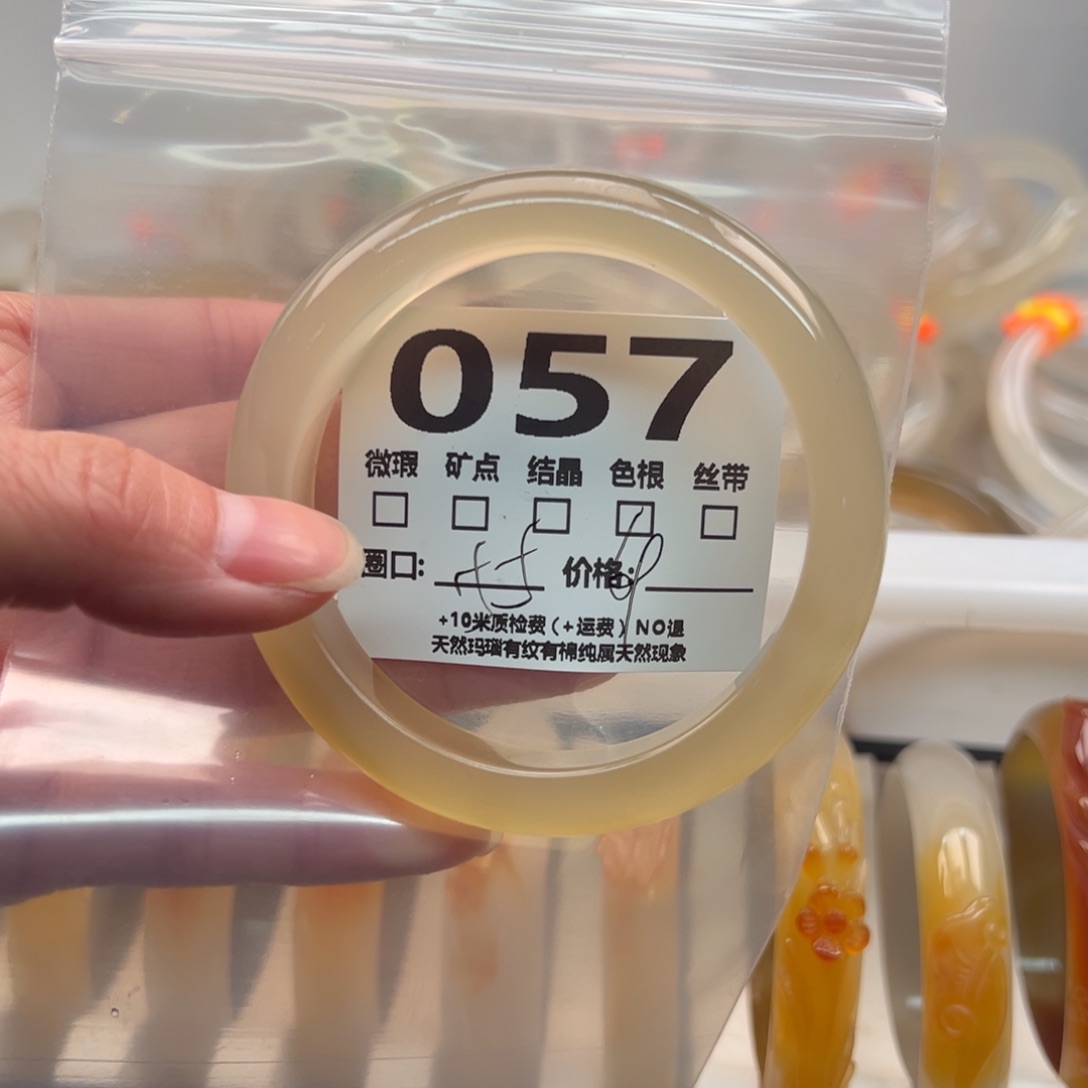 057
微瑕 矿点 结晶 色根 丝带
圈口: 价格:
+10米质检费（+运费）NO退
天然玛瑙有纹有棉纯属天然现象